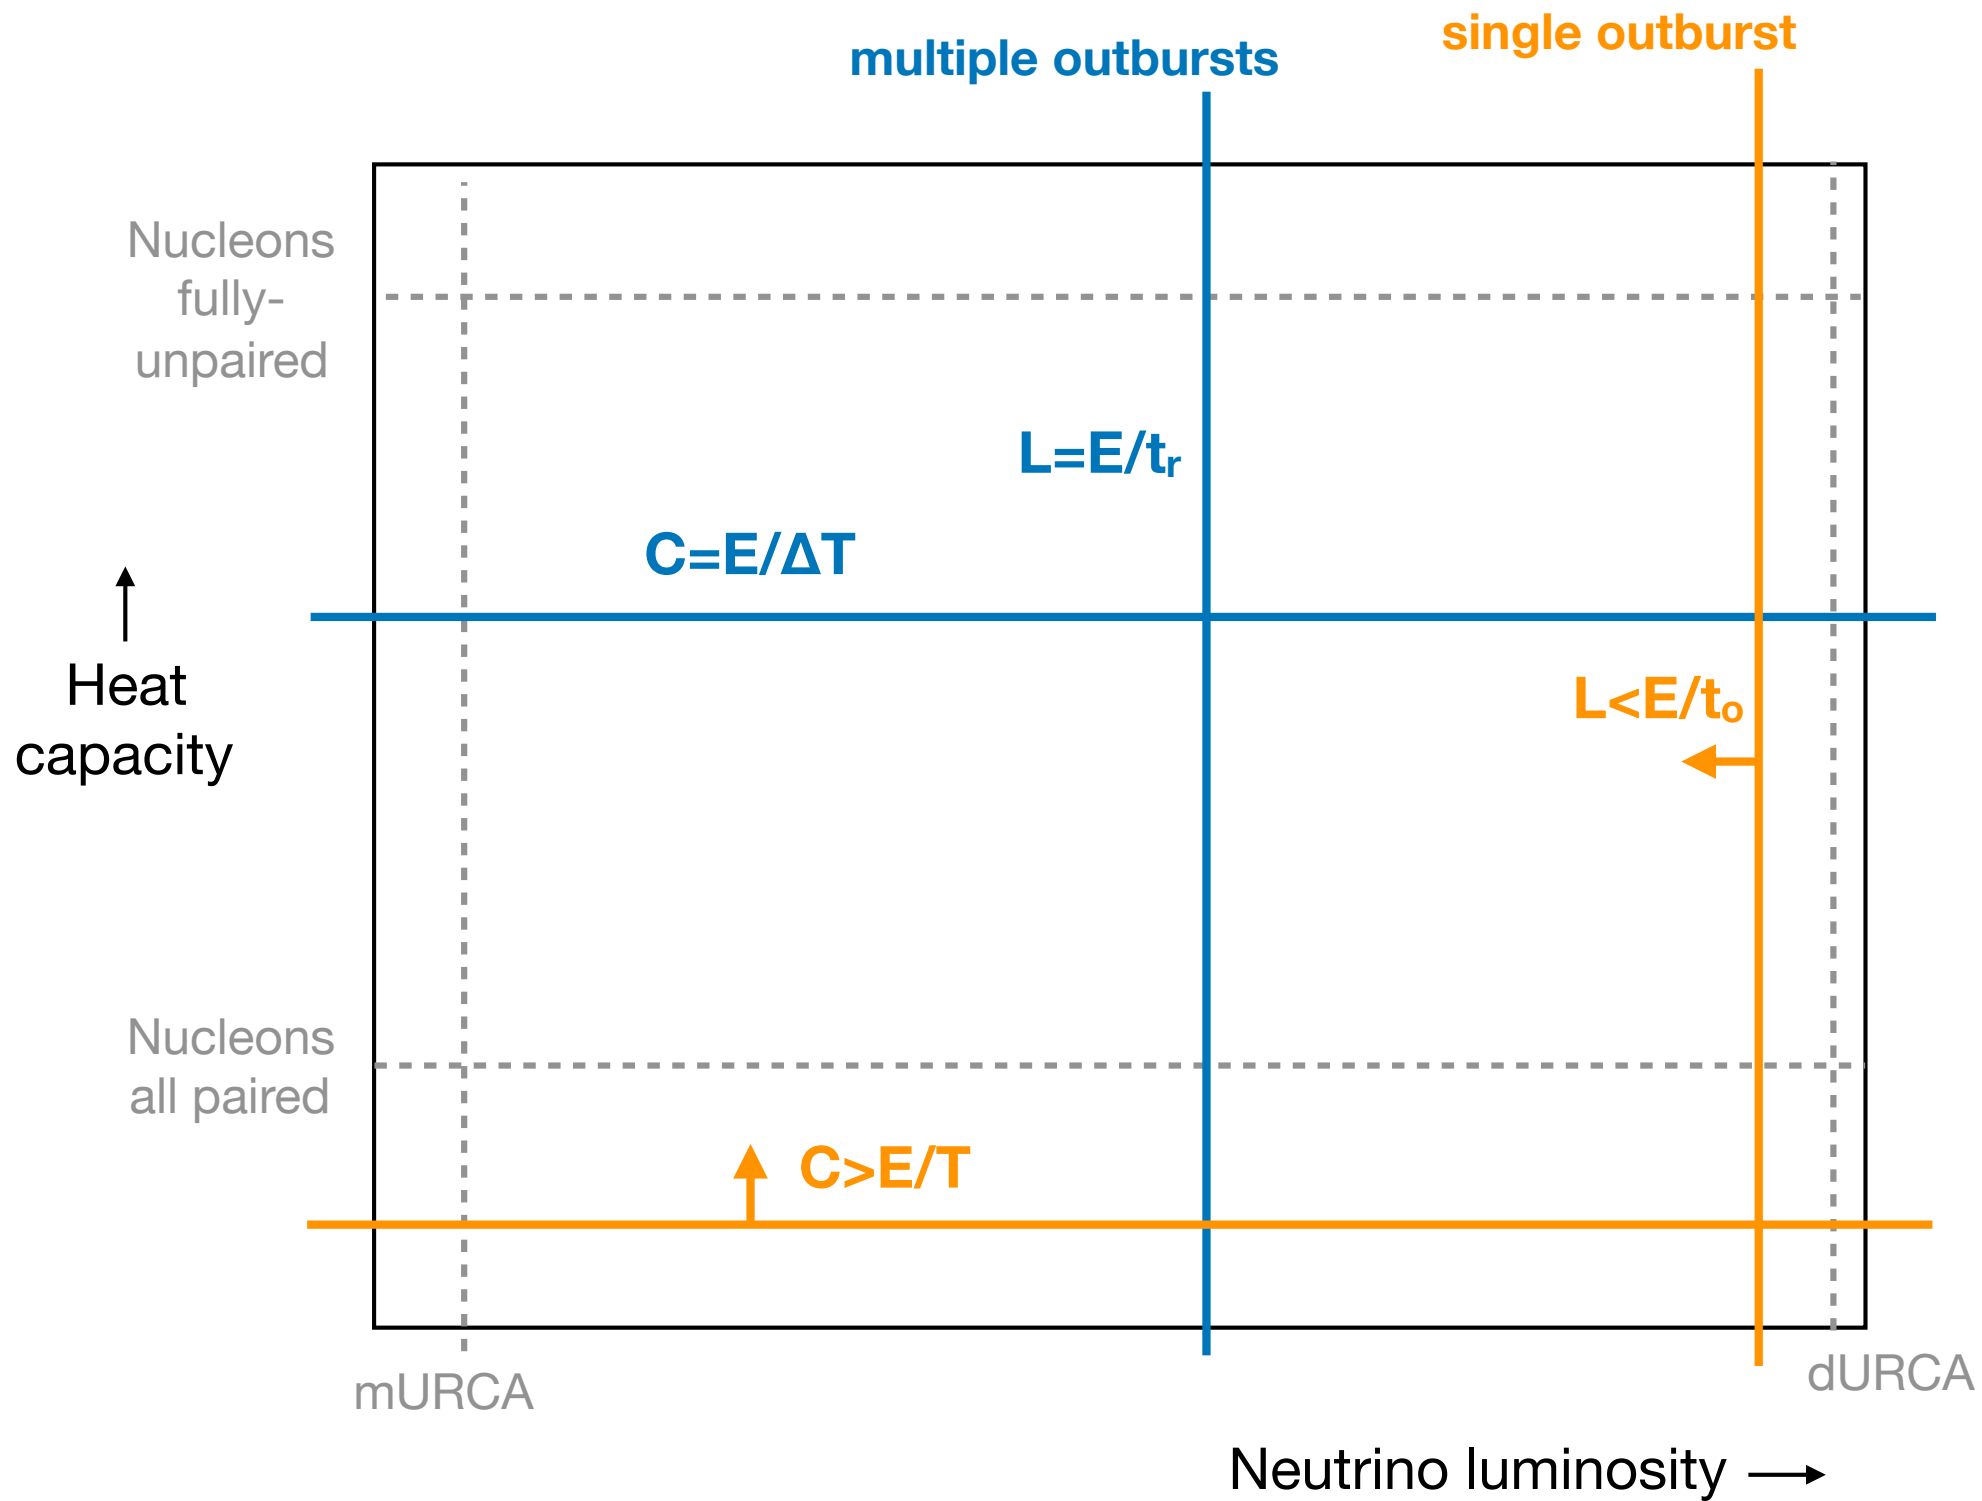 single outburst
multiple outbursts
Nucleons
fully-
unpaired
L=E/tr
C=E/ΔT
Heat
capacity
L<E/to
Nucleons
all paired
C>E/T
mURCA
dURCA
Neutrino luminosity